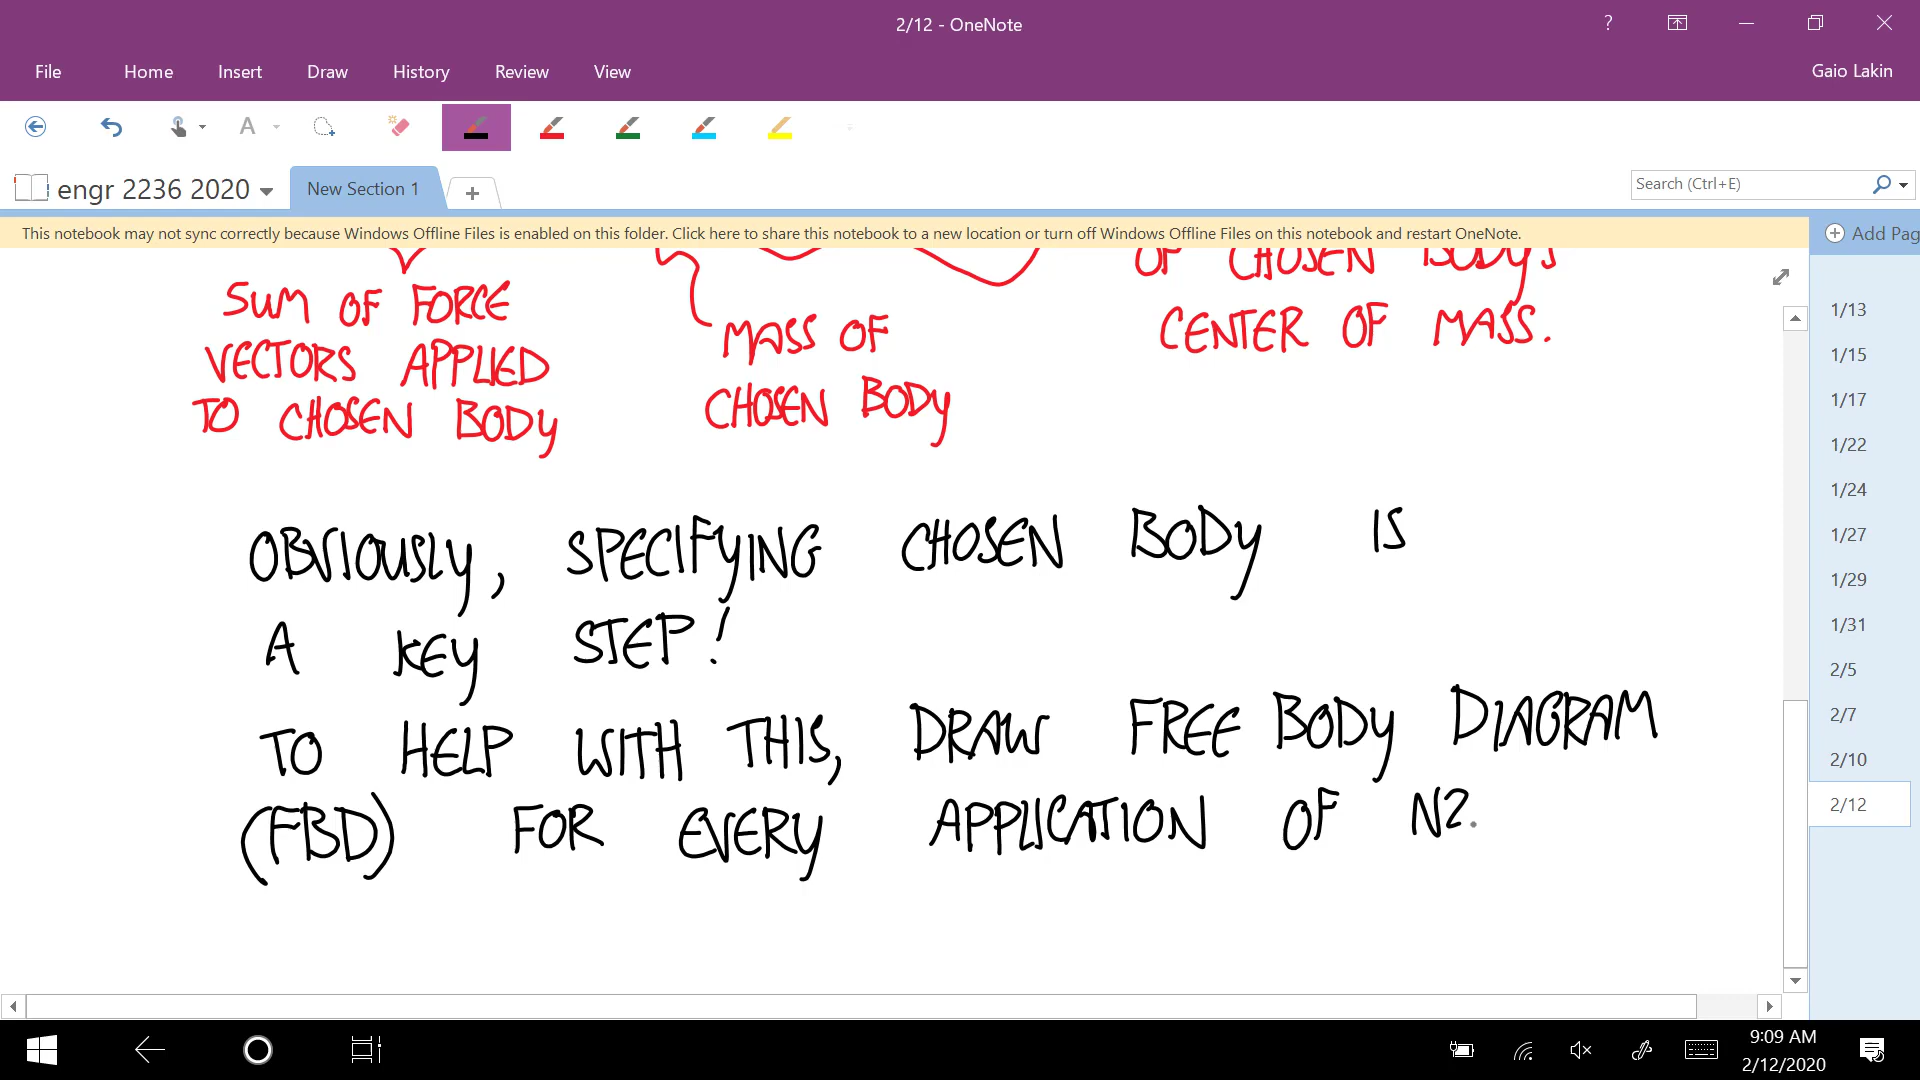 2/12 - OneNote
?
File Home Insert Draw History Review View
Gaio Lakin
A
engr 2236 2020
New Section 1
+
Search (Ctrl+E)
This notebook may not sync correctly because Windows Offline Files is enabled on this folder. Click here to share this notebook to a new location or turn off Windows Offline Files on this notebook and restart OneNote.
Add Pag
OF CHOSEN BODY'S
CENTER OF MASS.
SUM OF FORCE
VECTORS APPLIED
TO CHOSEN BODY
MASS OF
CHOSEN BODY
OBVIOUSLY, SPECIFYING CHOSEN BODY IS
A KEY STEP!
TO HELP WITH THIS, DRAW FREE BODY DIAGRAM
(FBD) FOR EVERY APPLICATION OF N2.
1/13
1/15
1/17
1/22
1/24
1/27
1/29
1/31
2/5
2/7
2/10
2/12
9:09 AM
2/12/2020